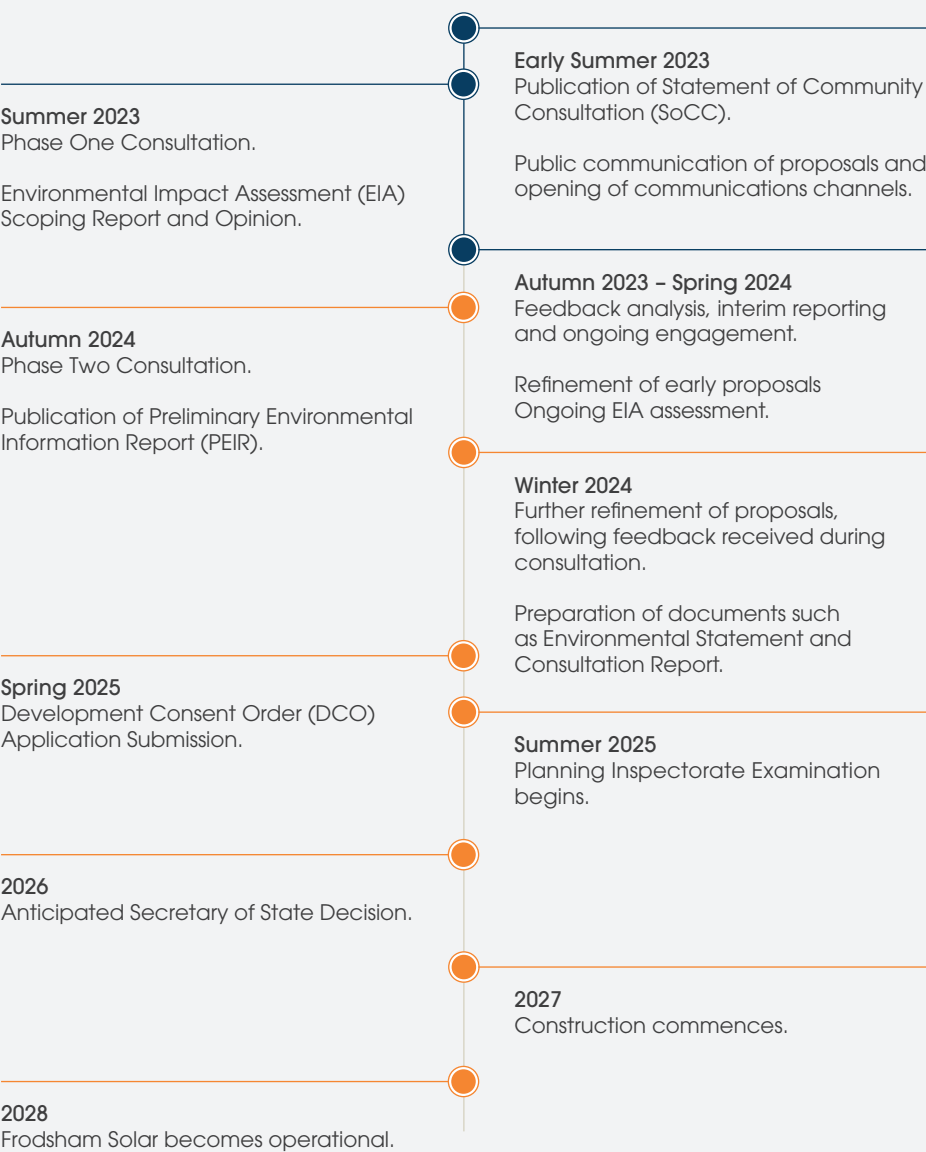 Early Summer 2023
Publication of Statement of Community
Consultation (SoCC).
Public communication of proposals and
opening of communications channels.
Summer 2023
Phase One Consultation.
Environmental Impact Assessment (EIA)
Scoping Report and Opinion.
Autumn 2023 – Spring 2024
Feedback analysis, interim reporting
and ongoing engagement.
Refinement of early proposals
Ongoing EIA assessment.
Autumn 2024
Phase Two Consultation.
Publication of Preliminary Environmental
Information Report (PEIR).
Winter 2024
Further refinement of proposals,
following feedback received during
consultation.
Preparation of documents such
as Environmental Statement and
Consultation Report.
Spring 2025
Development Consent Order (DCO)
Application Submission.
Summer 2025
Planning Inspectorate Examination
begins.
2026
Anticipated Secretary of State Decision.
2027
Construction commences.
2028
Frodsham Solar becomes operational.